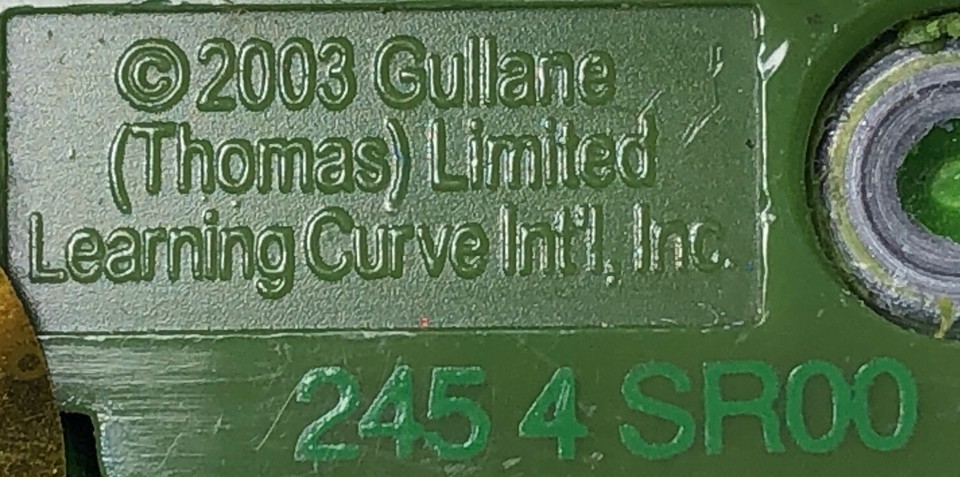 ©2003 Gullane
(Thomas) Limited
Learning Curve Int'l, Inc.
245 4 SR00